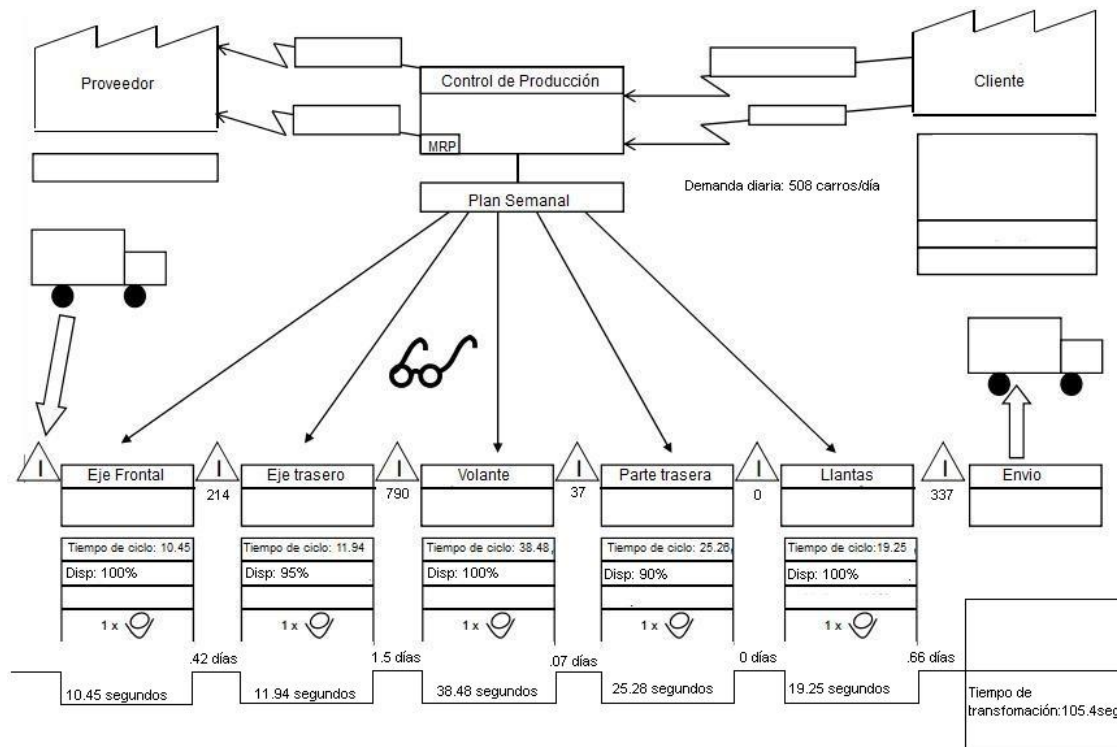 Proveedor
Control de Producción
Cliente
MRP
Demanda diaria: 508 carros/día
Plan Semanal
I
Eje Frontal
I
214
Eje trasero
I
790
Volante
I
37
Parte trasera
I
0
Llantas
I
337
Envio
Tiempo de ciclo: 10.45
Tiempo de ciclo: 11.94
Tiempo de ciclo: 38.48
Tiempo de ciclo: 25.26
Tiempo de ciclo:19.25
Disp: 100%
Disp: 95%
Disp: 100%
Disp: 90%
Disp: 100%
1 x
1 x
1 x
1 x
1 x
.42 días
1.5 días
.07 días
0 días
.66 días
10.45 segundos
11.94 segundos
38.48 segundos
25.28 segundos
19.25 segundos
Tiempo de
transfomación:105.4seg